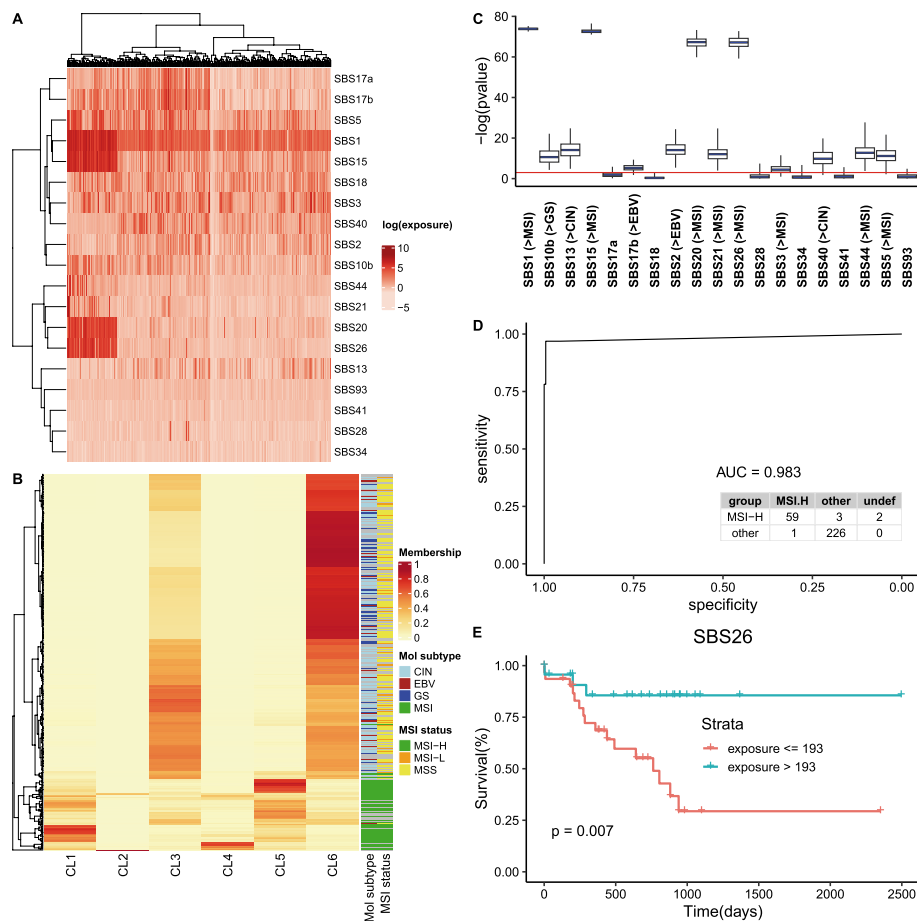 A
SBS17a
SBS17b
SBS5
SBS1
SBS15
SBS18
SBS3
SBS40
SBS2
SBS10b
SBS44
SBS21
SBS20
SBS26
SBS13
SBS93
SBS41
SBS28
SBS34
log(exposure)
10
5
0
−5
B
CL1
CL2
CL3
CL4
CL5
CL6
Mol subtype
MSI status
Membership
1
0.8
0.6
0.4
0.2
0
Mol subtype
CIN
EBV
GS
MSI
MSI status
MSI−H
MSI−L
MSS
C
−log(pvalue)
80
60
40
20
0
SBS1 (>MSI)
SBS10b (>GS)
SBS13 (>CIN)
SBS15 (>MSI)
SBS17a
SBS17b (>EBV)
SBS18
SBS2 (>EBV)
SBS20 (>MSI)
SBS21 (>MSI)
SBS26 (>MSI)
SBS28
SBS3 (>MSI)
SBS34
SBS40 (>CIN)
SBS41
SBS44 (>MSI)
SBS5 (>MSI)
SBS93
D
sensitivity
1.00
0.75
0.50
0.25
0.00
AUC = 0.983
group MSI.H other undef
MSI−H 59 3 2
other 1 226 0
1.00 0.75 0.50 0.25 0.00
specificity
E
SBS26
Survival(%)
1.00
0.75
0.50
0.25
0.00
Strata
exposure <= 193
exposure > 193
p = 0.007
0 500 1000 1500 2000 2500
Time(days)